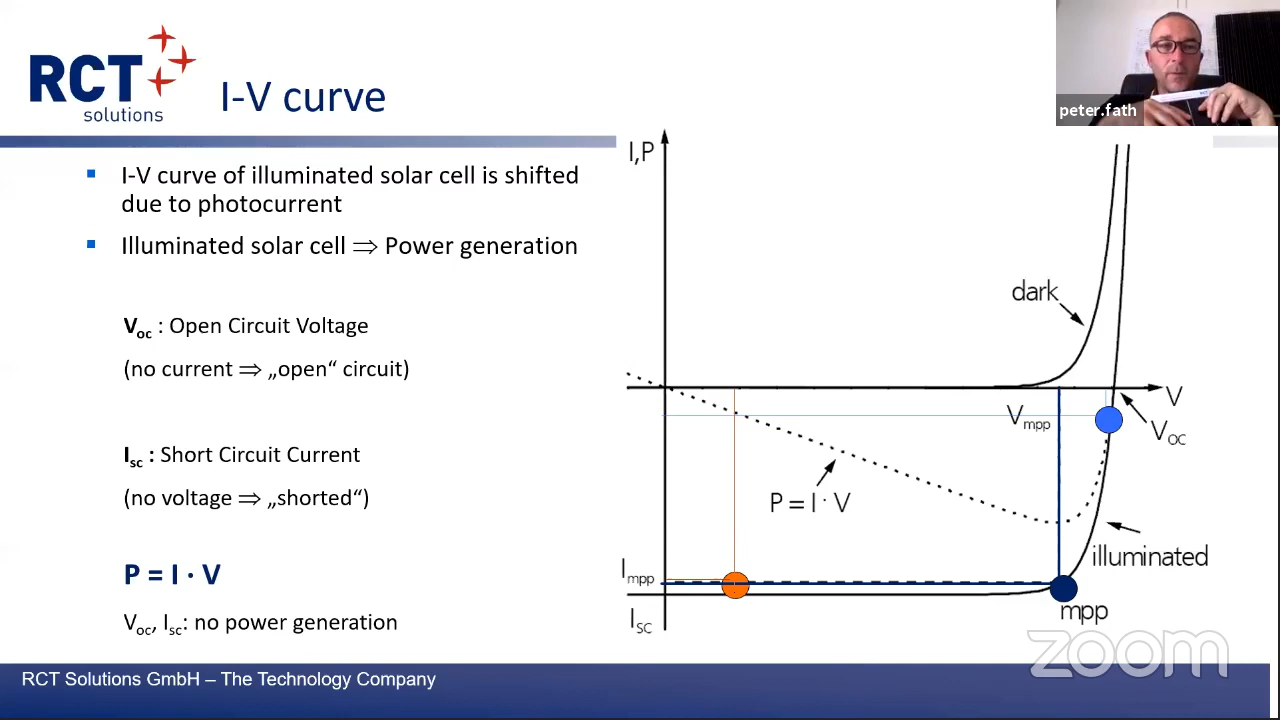 RCT
solutions
I-V curve
peter.fath
I-V curve of illuminated solar cell is shifted
due to photocurrent
Illuminated solar cell ⇒ Power generation
Voc : Open Circuit Voltage
(no current ⇒ „open“ circuit)
Isc : Short Circuit Current
(no voltage ⇒ „shorted“)
P = I · V
Voc, Isc: no power generation
I,P
dark
V
Vmpp
VOC
P = I · V
illuminated
Impp
ISC
mpp
zoom
RCT Solutions GmbH – The Technology Company